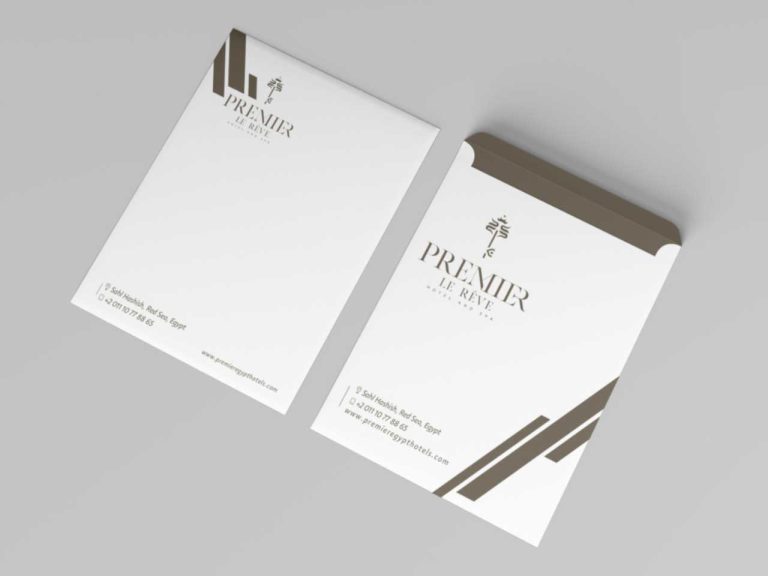 PREMIER
LE RÊVE
HOTEL AND SPA
Sahl Hashish, Red Sea, Egypt
+2 011 10 77 88 65
www.premieregypthotels.com
PREMIER
LE RÊVE
HOTEL AND SPA
Sahl Hashish, Red Sea, Egypt
+2 011 10 77 88 65
www.premieregypthotels.com